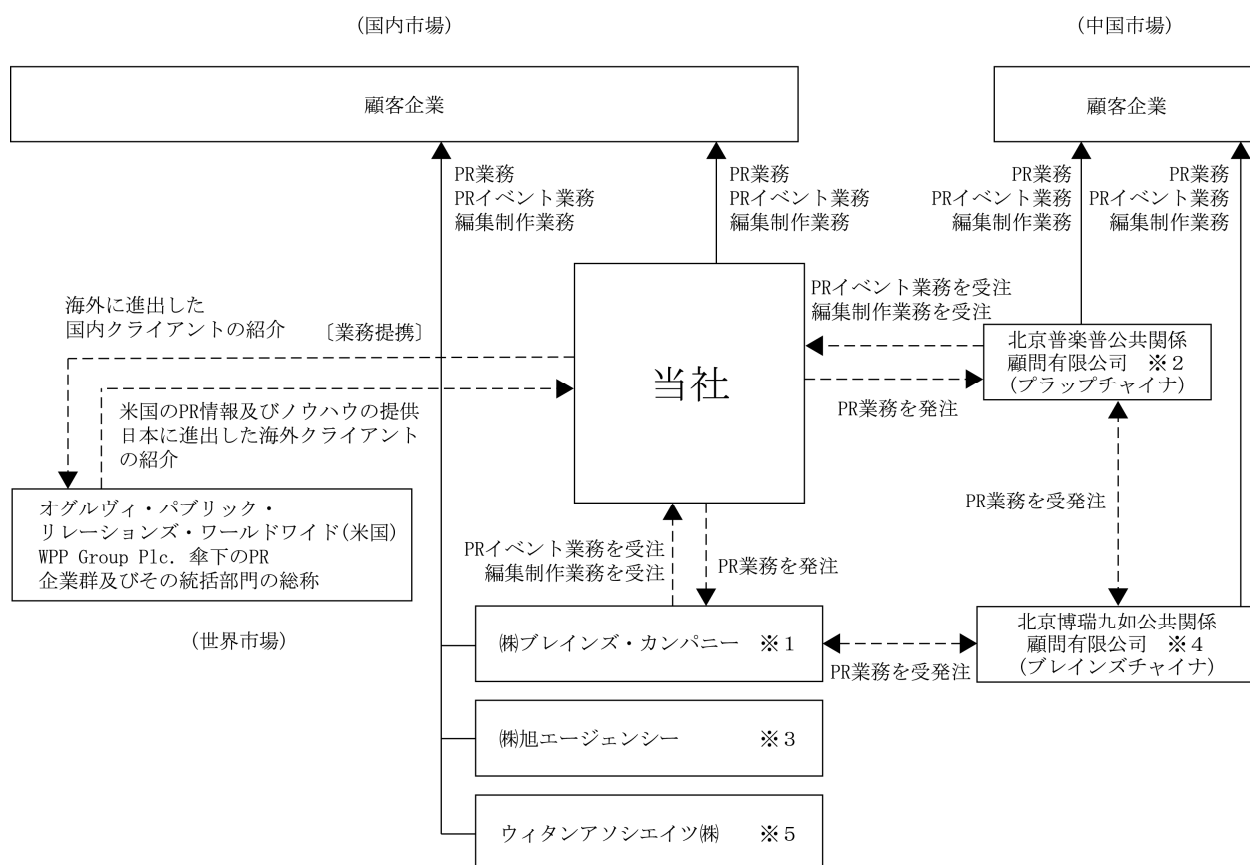 (国内市場)
(中国市場)
顧客企業
顧客企業
PR業務
PRイベント業務
編集制作業務
PR業務
PRイベント業務
編集制作業務
PR業務
PRイベント業務
編集制作業務
PR業務
PRイベント業務
編集制作業務
海外に進出した
国内クライアントの紹介
〔業務提携〕
当社
PRイベント業務を受注
編集制作業務を受注
PR業務を発注
北京普楽普公共関係
顧問有限公司 ※2
(プラップチャイナ)
米国のPR情報及びノウハウの提供
日本に進出した海外クライアント
の紹介
オグルヴィ・パブリック・
リレーションズ・ワールドワイド(米国)
WPP Group Plc. 傘下のPR
企業群及びその統括部門の総称
(世界市場)
PRイベント業務を受注
編集制作業務を受注
PR業務を発注
PR業務を受発注
㈱ブレインズ・カンパニー ※1
PR業務を受発注
北京博瑞九如公共関係
顧問有限公司 ※4
(ブレインズチャイナ)
㈱旭エージェンシー ※3
ウィタンアソシエイツ㈱ ※5